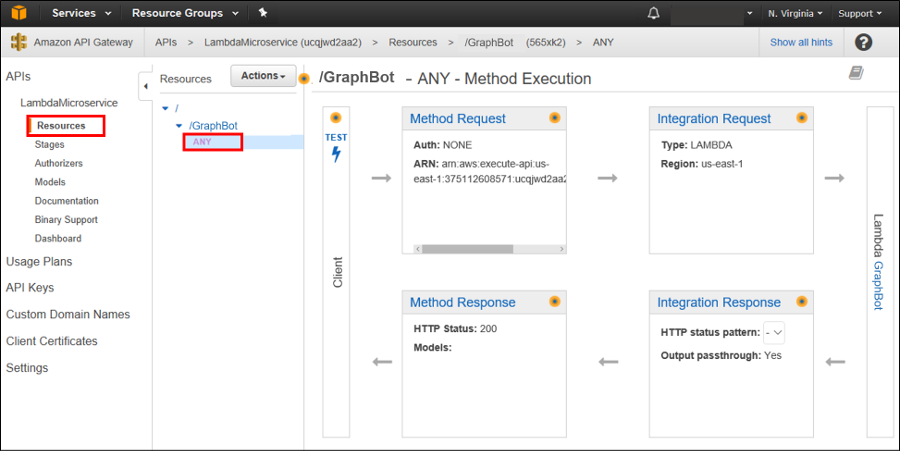 Services Resource Groups N. Virginia Support
Amazon API Gateway APIs > LambdaMicroservice (ucqjwd2aa2) > Resources > /GraphBot (565xk2) > ANY Show all hints ?
APIs
LambdaMicroservice
Resources
Stages
Authorizers
Models
Documentation
Binary Support
Dashboard
Usage Plans
API Keys
Custom Domain Names
Client Certificates
Settings
Resources Actions
/
/GraphBot
ANY
/GraphBot - ANY - Method Execution
TEST
Client
Method Request
Auth: NONE
ARN: arn:aws:execute-api:us-
east-1:375112608571:ucqjwd2aa2
Integration Request
Type: LAMBDA
Region: us-east-1
Lambda GraphBot
Method Response
HTTP Status: 200
Models:
Integration Response
HTTP status pattern: -
Output passthrough: Yes